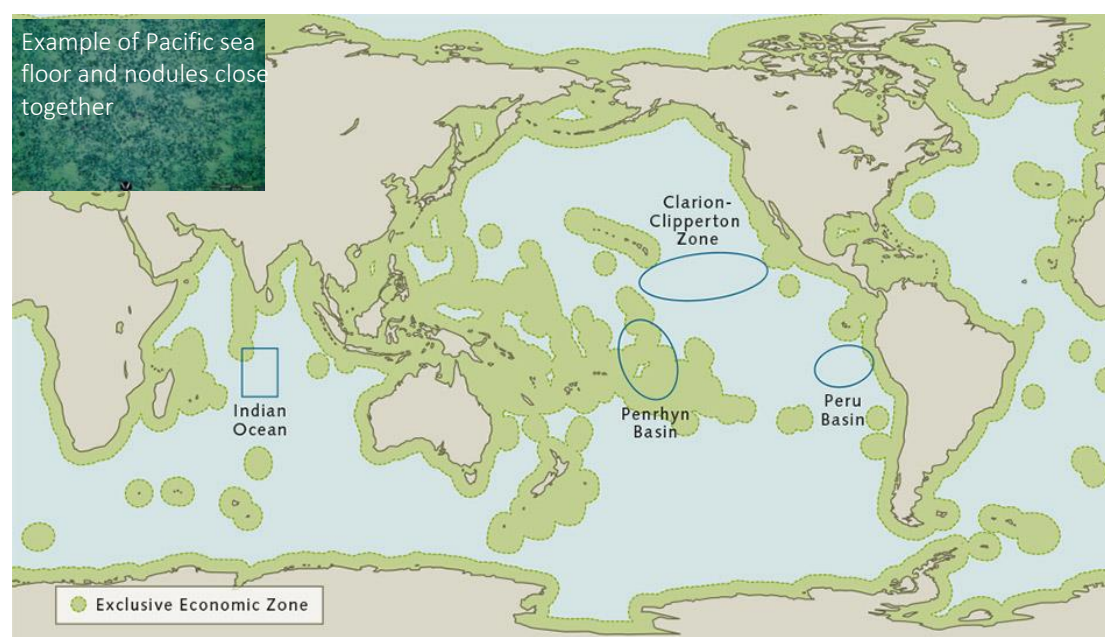 Example of Pacific sea
floor and nodules close
together
Clarion-
Clipperton
Zone
Indian
Ocean
Penrhyn
Basin
Peru
Basin
Exclusive Economic Zone